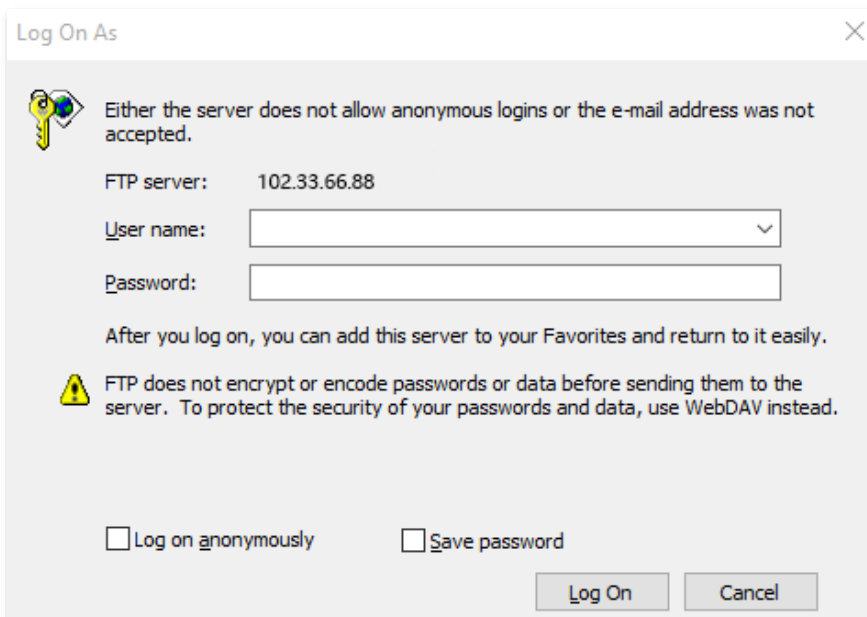 Log On As
Either the server does not allow anonymous logins or the e-mail address was not
accepted.
FTP server: 102.33.66.88
User name:
Password:
After you log on, you can add this server to your Favorites and return to it easily.
FTP does not encrypt or encode passwords or data before sending them to the
server. To protect the security of your passwords and data, use WebDAV instead.
Log on anonymously Save password
Log On Cancel